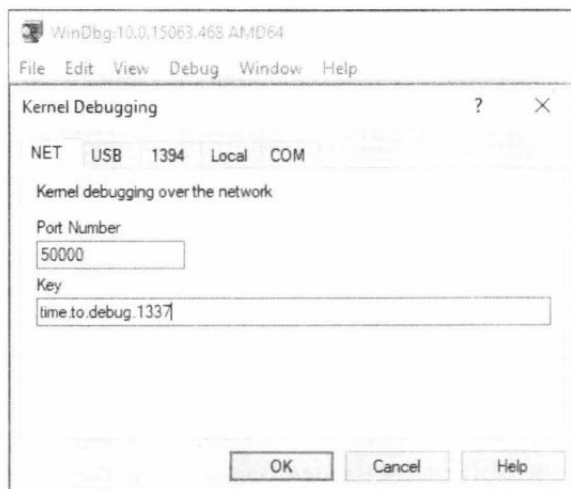 WinDbg:10.0.15063.468 AMD64
File Edit View Debug Window Help
Kernel Debugging ? ×
NET USB 1394 Local COM
Kernel debugging over the network
Port Number
50000
Key
time.to.debug.1337
OK Cancel Help